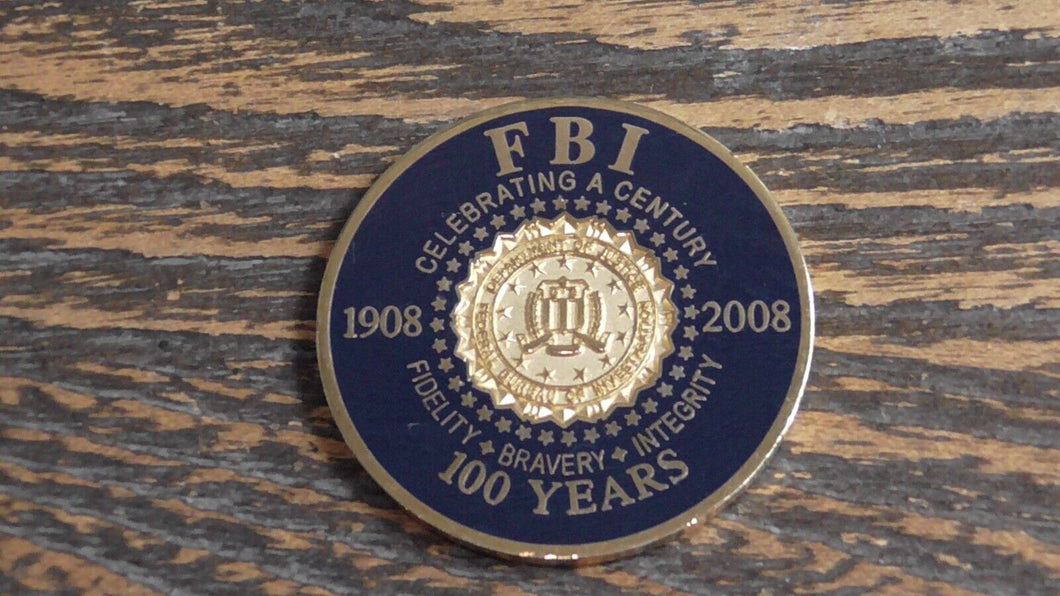 FBI
CELEBRATING A CENTURY
1908
2008
DEPARTMENT OF JUSTICE
FEDERAL BUREAU OF INVESTIGATION
FIDELITY BRAVERY INTEGRITY
100 YEARS